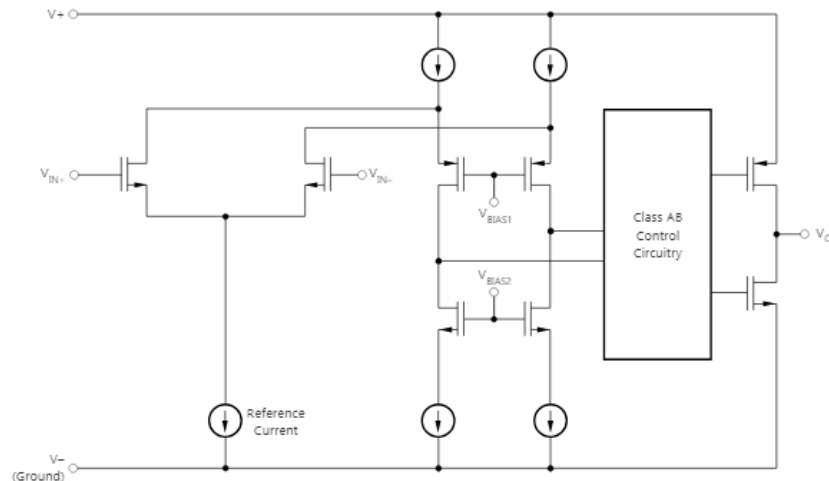 V+
V_IN+
V_IN–
V_BIAS1
V_BIAS2
Class AB
Control
Circuitry
V_O
Reference
Current
V–
(Ground)